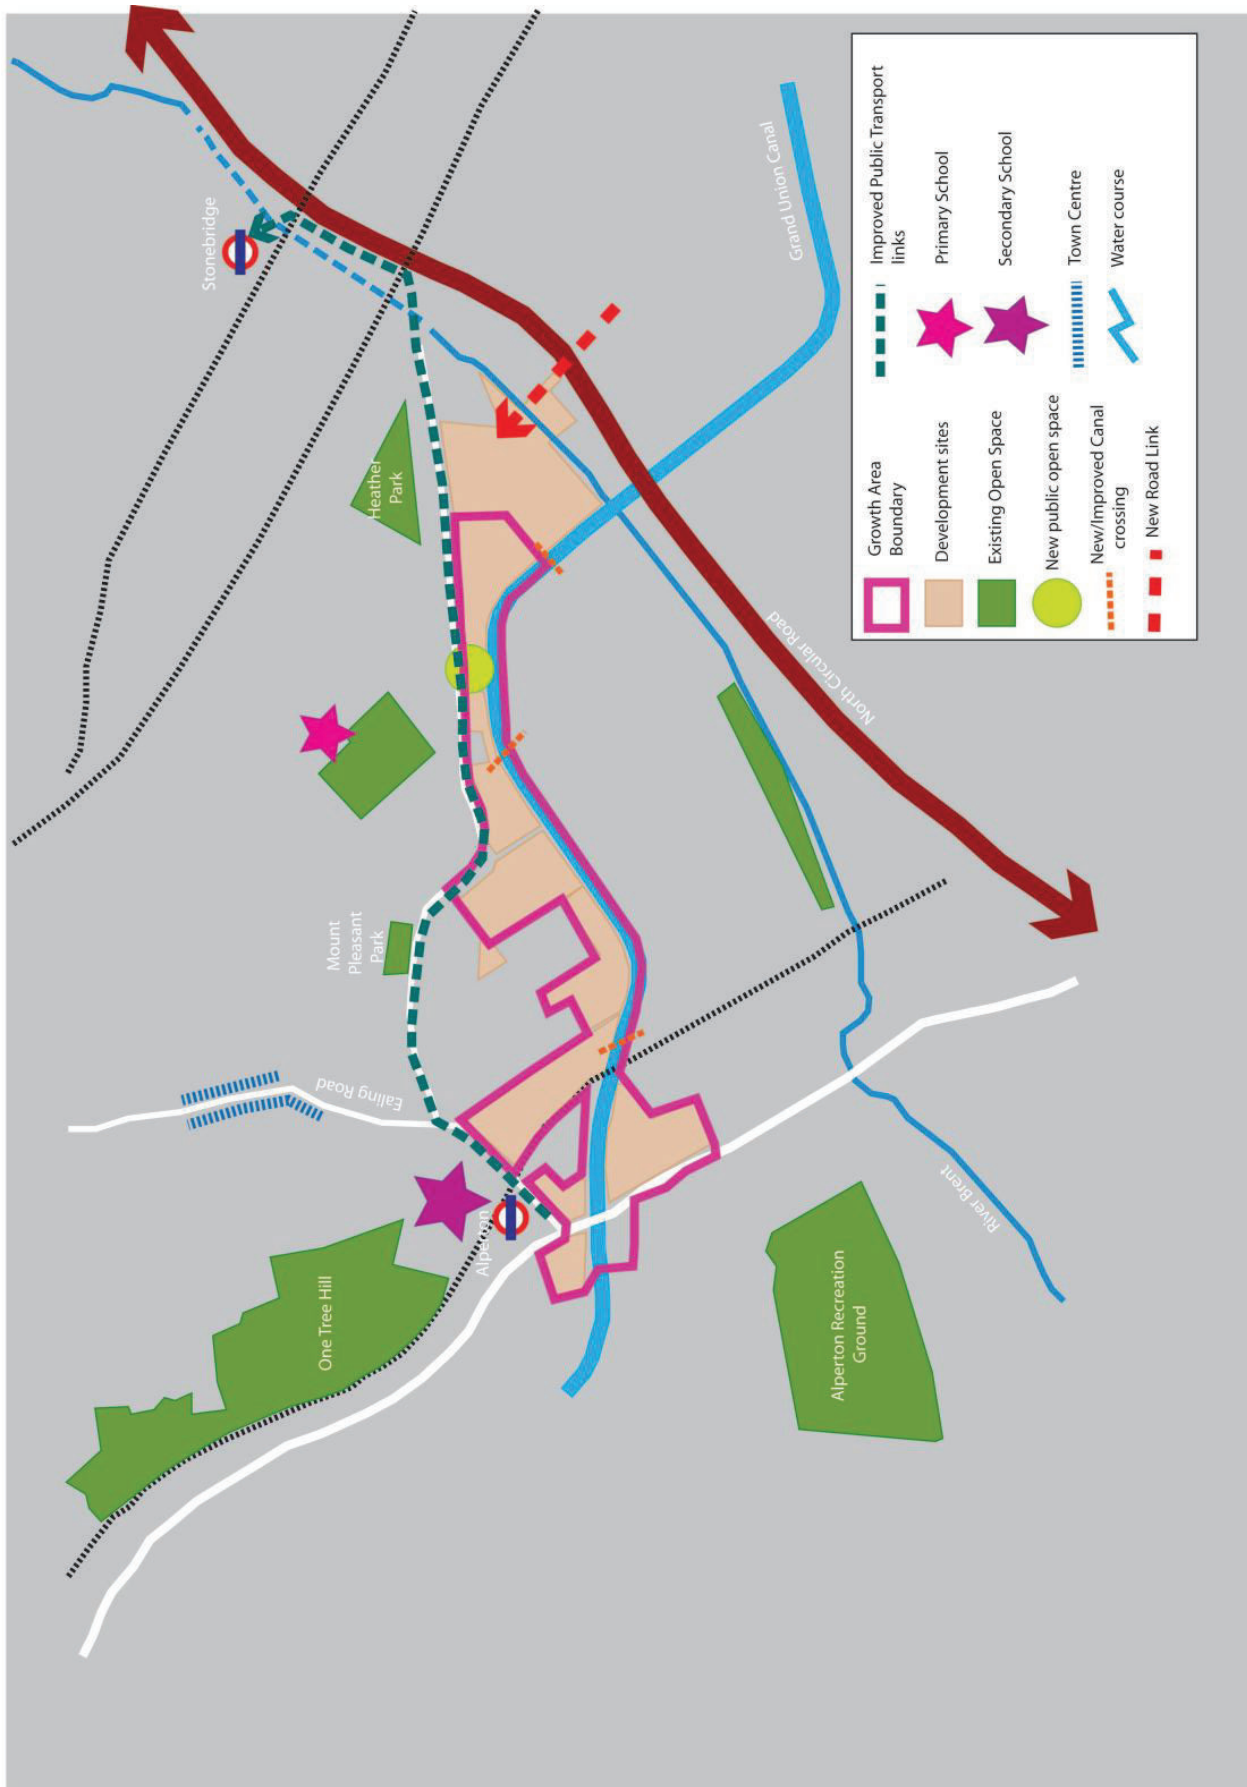 Stonebridge
Grand Union Canal
Heather
Park
North Circular Road
Mount
Pleasant
Park
Ealing Road
Alperton
One Tree Hill
River Brent
Alperton Recreation
Ground
Growth Area
Boundary
Development sites
Existing Open Space
New public open space
New/Improved Canal
crossing
New Road Link
Improved Public Transport
links
Primary School
Secondary School
Town Centre
Water course